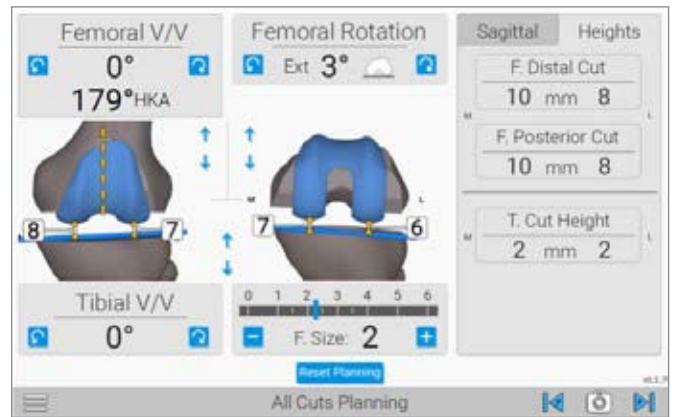 Femoral V/V
0°
179°HKA
Femoral Rotation
Ext 3°
Sagittal Heights
F. Distal Cut
10 mm 8
M L
F. Posterior Cut
10 mm 8
T. Cut Height
M L
2 mm 2
M L
8 7
7 6
Tibial V/V
0°
0 1 2 3 4 5 6
F. Size: 2
Reset Planning
All Cuts Planning